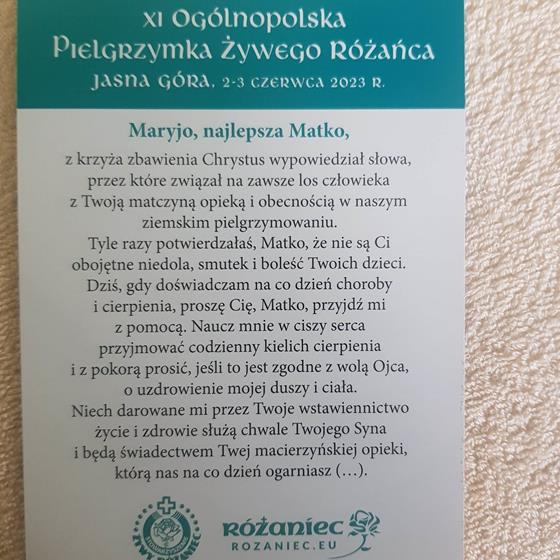 XI Ogólnopolska
Pielgrzymka Żywego Różańca
Jasna Góra, 2-3 czerwca 2023 r.
Maryjo, najlepsza Matko,
z krzyża zbawienia Chrystus wypowiedział słowa,
przez które związał na zawsze los człowieka
z Twoją matczyną opieką i obecnością w naszym
ziemskim pielgrzymowaniu.
Tyle razy potwierdzałaś, Matko, że nie są Ci
obojętne niedola, smutek i boleść Twoich dzieci.
Dziś, gdy doświadczam na co dzień choroby
i cierpienia, proszę Cię, Matko, przyjdź mi
z pomocą. Naucz mnie w ciszy serca
przyjmować codzienny kielich cierpienia
i z pokorą prosić, jeśli to jest zgodne z wolą Ojca,
o uzdrowienie mojej duszy i ciała.
Niech darowane mi przez Twoje wstawiennictwo
życie i zdrowie służą chwale Twojego Syna
i będą świadectwem Twej macierzyńskiej opieki,
którą nas na co dzień ogarniasz (…).
RÓŻANIEC
ROZANIEC.EU